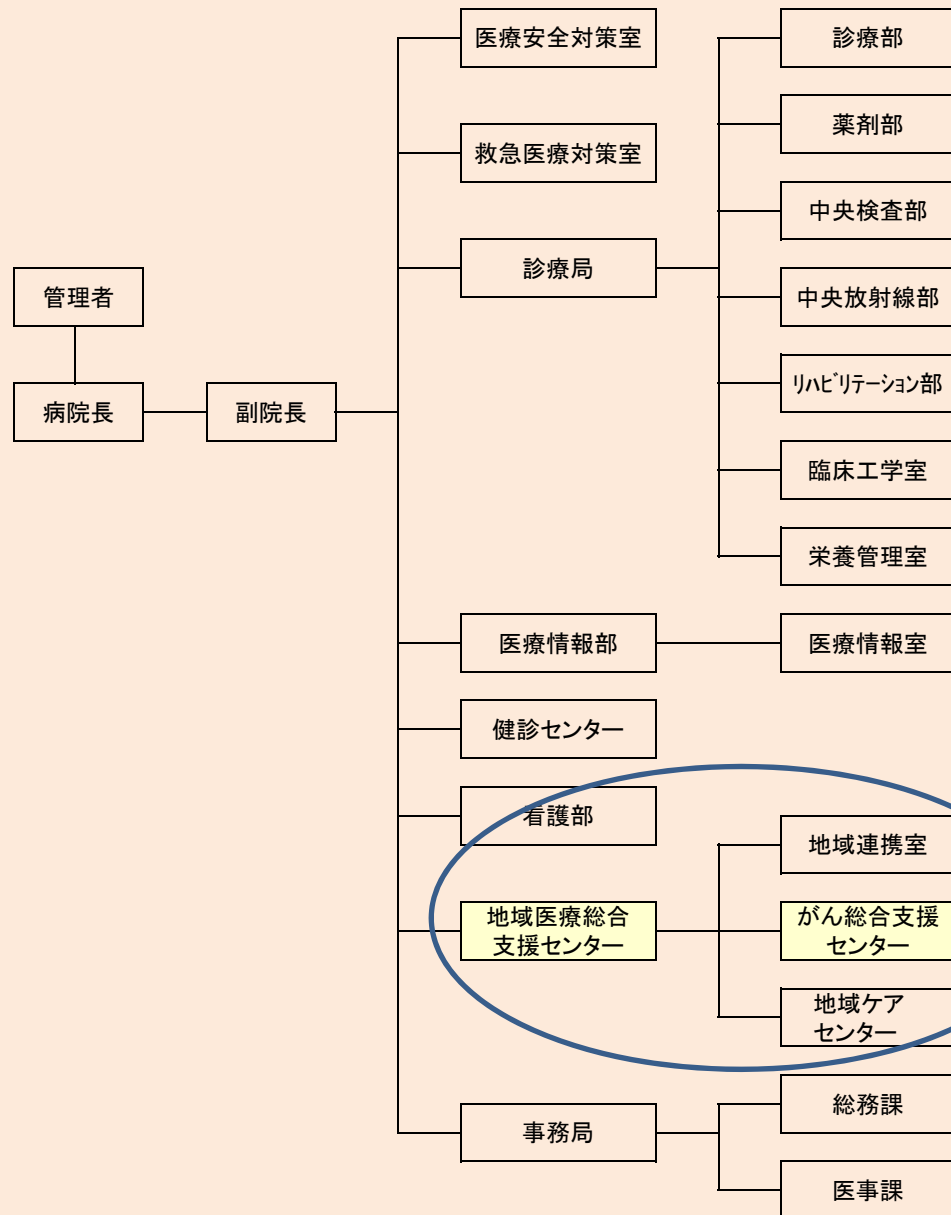 管理者
病院長
副院長
医療安全対策室
救急医療対策室
診療局
診療部
薬剤部
中央検査部
中央放射線部
ﾘﾊﾋﾞﾘﾃｰｼｮﾝ部
臨床工学室
栄養管理室
医療情報部
医療情報室
健診センター
看護部
地域医療総合
支援センター
地域連携室
がん総合支援
センター
地域ケア
センター
事務局
総務課
医事課